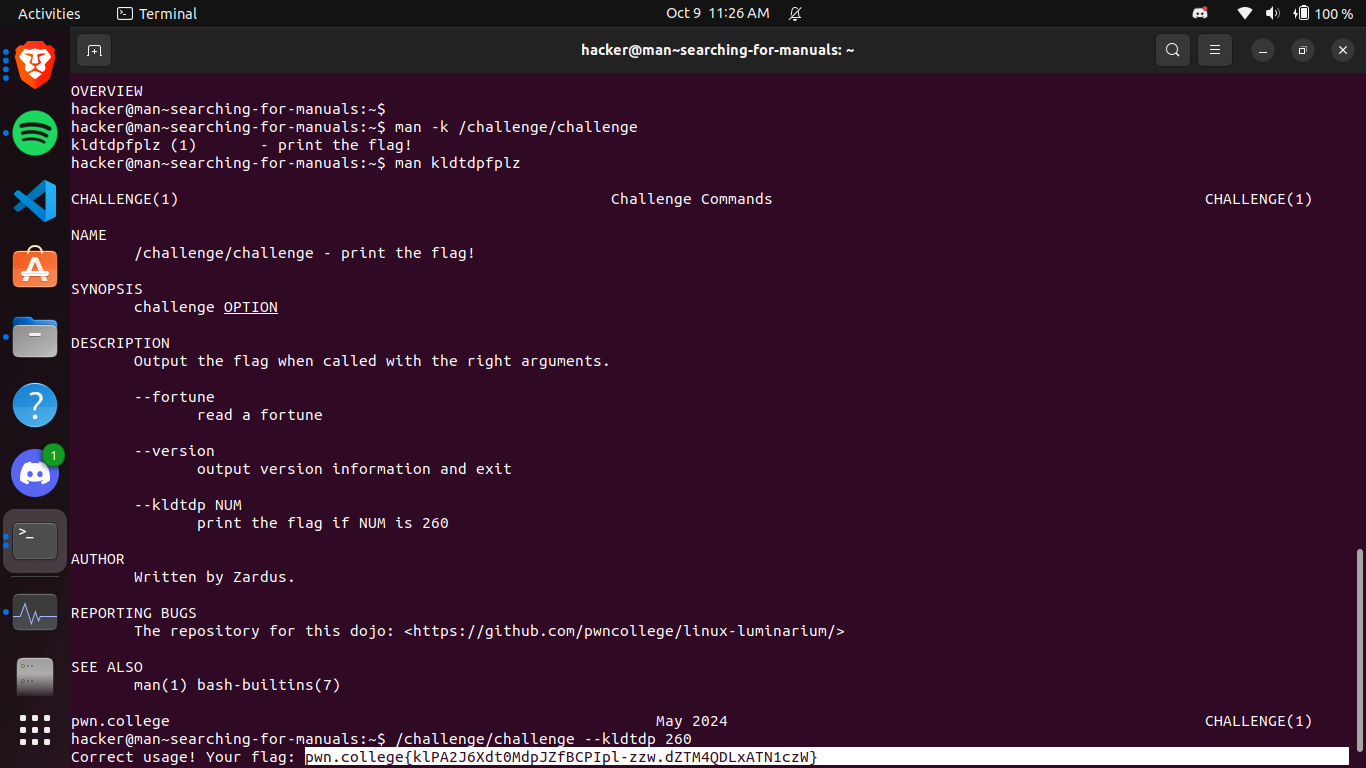 Activities Terminal Oct 9 11:26 AM 100 %
hacker@man~searching-for-manuals: ~
OVERVIEW
hacker@man~searching-for-manuals:~$
hacker@man~searching-for-manuals:~$ man -k /challenge/challenge
kldtdpfplz (1)       - print the flag!
hacker@man~searching-for-manuals:~$ man kldtdpfplz
CHALLENGE(1) Challenge Commands CHALLENGE(1)
NAME
/challenge/challenge - print the flag!
SYNOPSIS
challenge OPTION
DESCRIPTION
Output the flag when called with the right arguments.
--fortune
read a fortune
--version
output version information and exit
--kldtdp NUM
print the flag if NUM is 260
AUTHOR
Written by Zardus.
REPORTING BUGS
The repository for this dojo: <https://github.com/pwncollege/linux-luminarium/>
SEE ALSO
man(1) bash-builtins(7)
pwn.college May 2024 CHALLENGE(1)
hacker@man~searching-for-manuals:~$ /challenge/challenge --kldtdp 260
Correct usage! Your flag: pwn.college{klPA2J6Xdt0MdpJZfBCPIpl-zzw.dZTM4QDLxATN1czW}
1